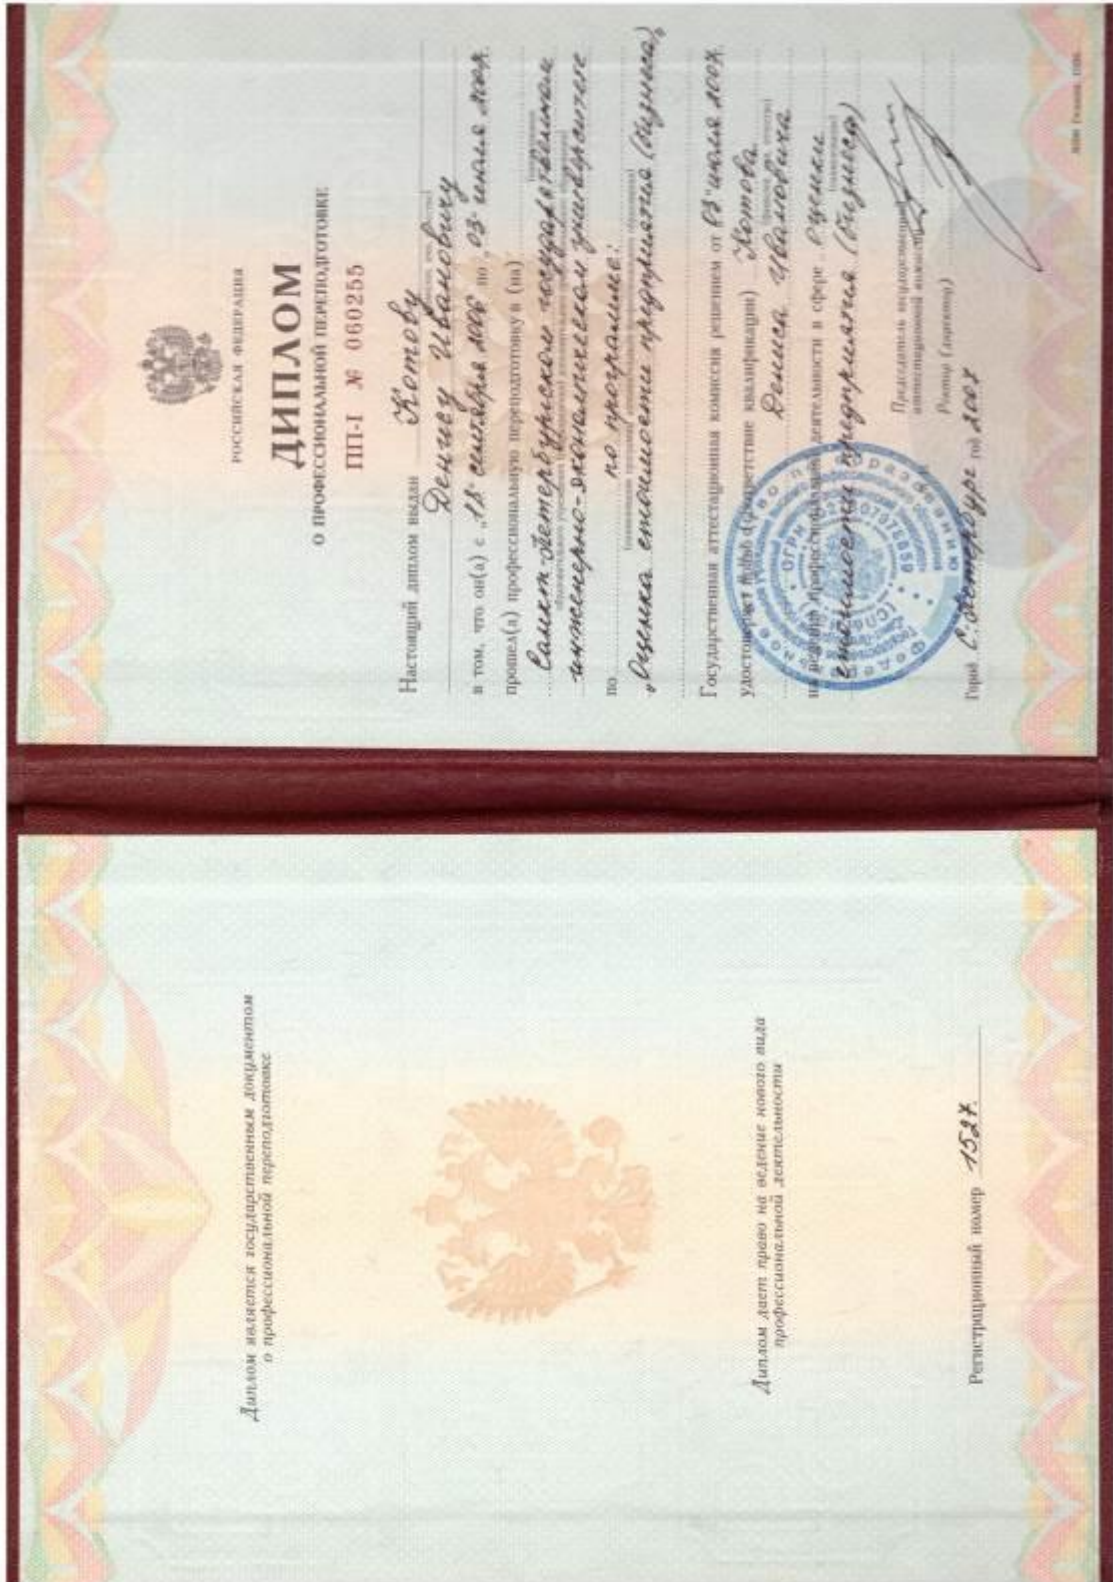 Диплом является государственным документом
о профессиональной переподготовке
Диплом дает право на ведение нового вида
профессиональной деятельности
Регистрационный номер 1527.
РОССИЙСКАЯ ФЕДЕРАЦИЯ
ДИПЛОМ
О ПРОФЕССИОНАЛЬНОЙ ПЕРЕПОДГОТОВКЕ
ПП-I № 060255
Настоящий диплом выдан Котову
Денису Ивановичу
в том, что он(а) с „18" сентября 2006 по „03" июля 2007.
прошел(а) профессиональную переподготовку в (на)
Санкт-Петербургском государственном
инженерно-экономическом университете
по по программе:
„Оценка стоимости предприятия (бизнеса)"
Государственная аттестационная комиссия решением от „03" июля 2007.
удостоверяет право (соответствие квалификации) Котова
Дениса Ивановича
на ведение профессиональной деятельности в сфере оценки
стоимости предприятия (бизнеса)
Председатель государственной
аттестационной комиссии
Ректор (директор)
Город С.-Петербург год 2007